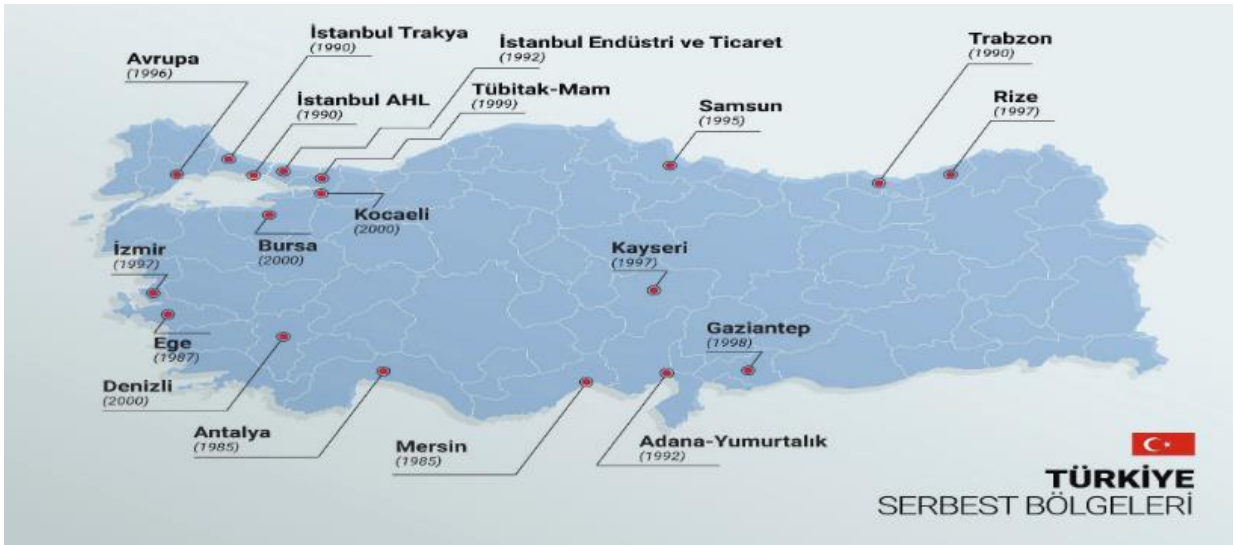 İstanbul Trakya
(1990)
İstanbul Endüstri ve Ticaret
(1992)
Trabzon
(1990)
Avrupa
(1996)
Tübitak-Mam
(1999)
İstanbul AHL
(1990)
Samsun
(1995)
Rize
(1997)
Kocaeli
(2000)
Bursa
(2000)
İzmir
(1997)
Kayseri
(1997)
Ege
(1987)
Gaziantep
(1998)
Denizli
(2000)
Antalya
(1985)
Mersin
(1985)
Adana-Yumurtalık
(1992)
TÜRKİYE
SERBEST BÖLGELERİ